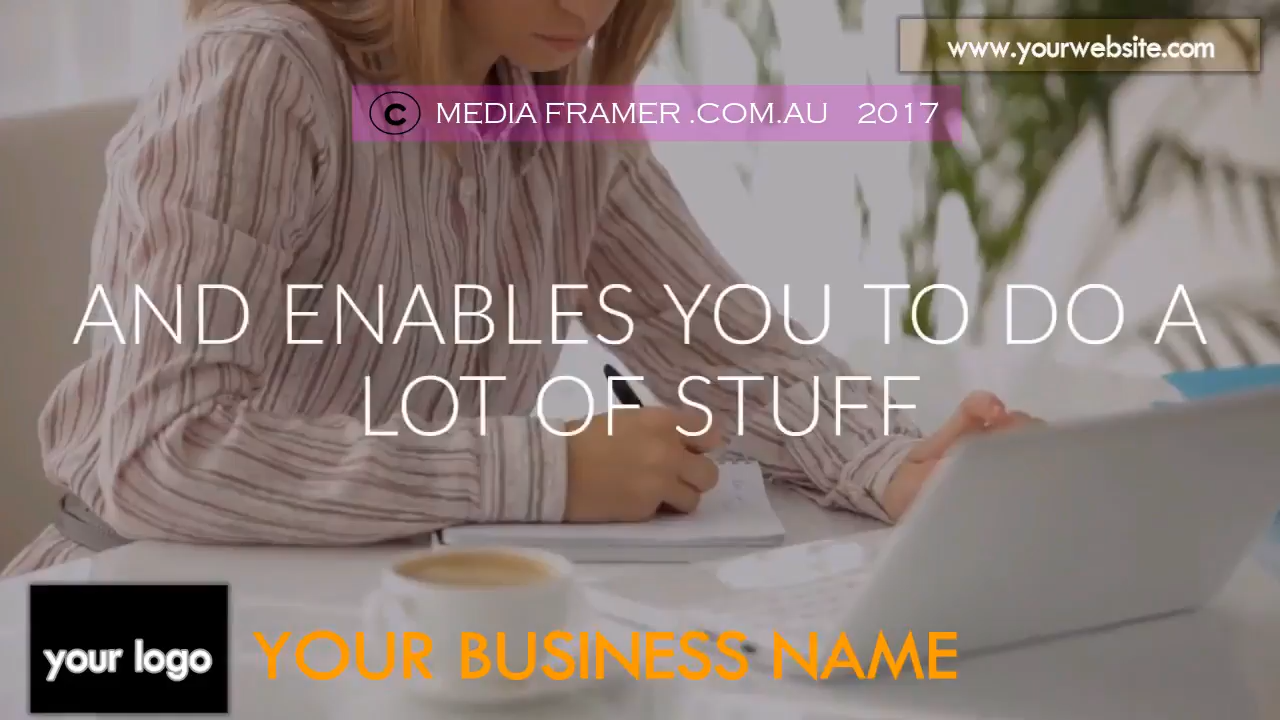 www.yourwebsite.com
© MEDIA FRAMER .COM.AU 2017
AND ENABLES YOU TO DO A
LOT OF STUFF
your logo
YOUR BUSINESS NAME